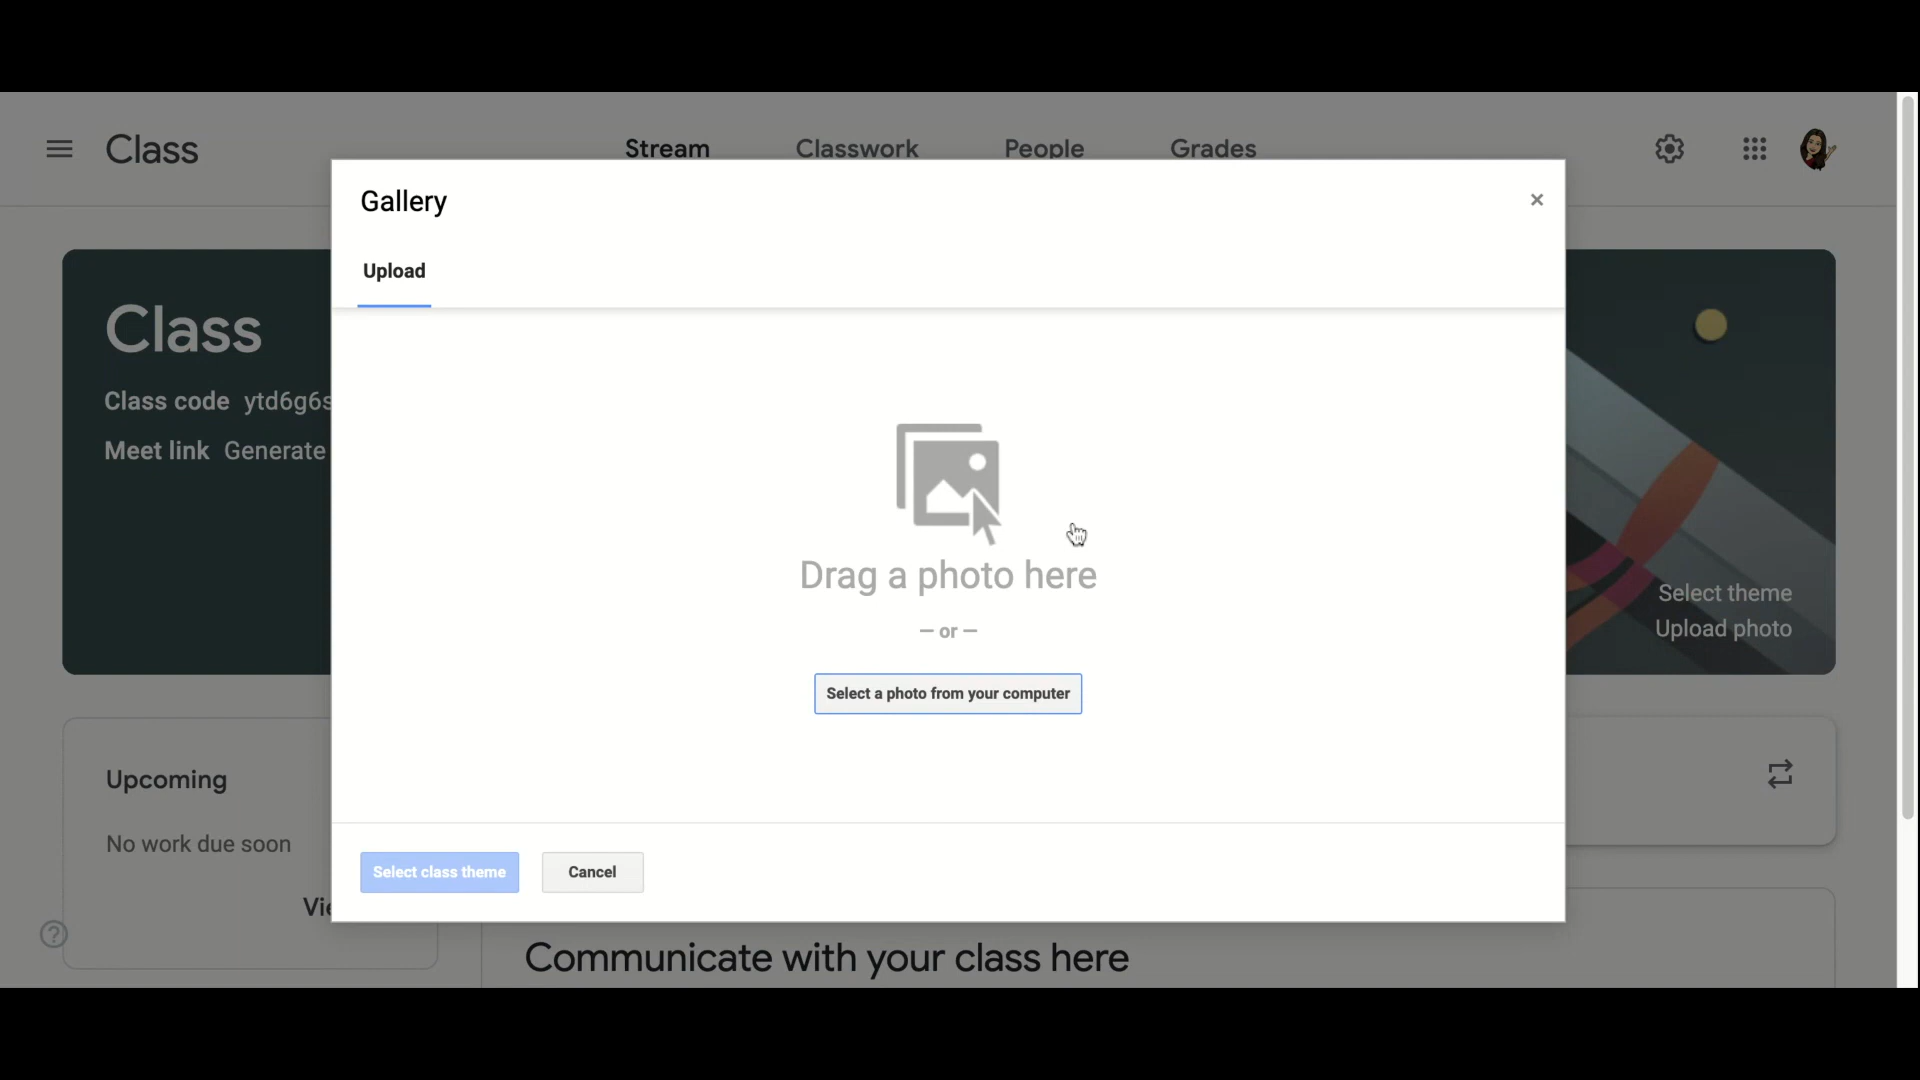 Class
Stream
Classwork
People
Grades
Gallery
×
Upload
Class
Class code ytd6g6s
Meet link Generate
Drag a photo here
— or —
Select a photo from your computer
Select theme
Upload photo
Upcoming
No work due soon
Select class theme
Cancel
Communicate with your class here